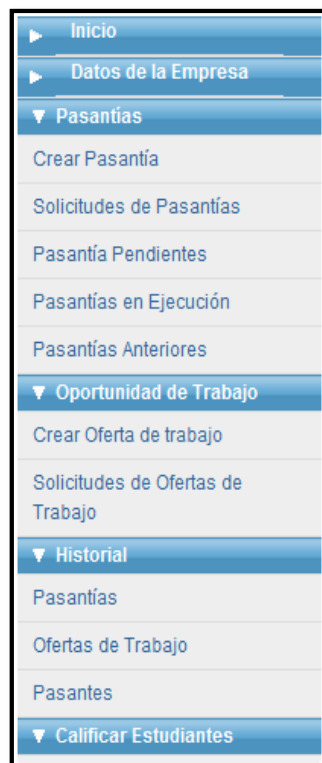 Inicio
Datos de la Empresa
Pasantías
Crear Pasantía
Solicitudes de Pasantías
Pasantía Pendientes
Pasantías en Ejecución
Pasantías Anteriores
Oportunidad de Trabajo
Crear Oferta de trabajo
Solicitudes de Ofertas de
Trabajo
Historial
Pasantías
Ofertas de Trabajo
Pasantes
Calificar Estudiantes